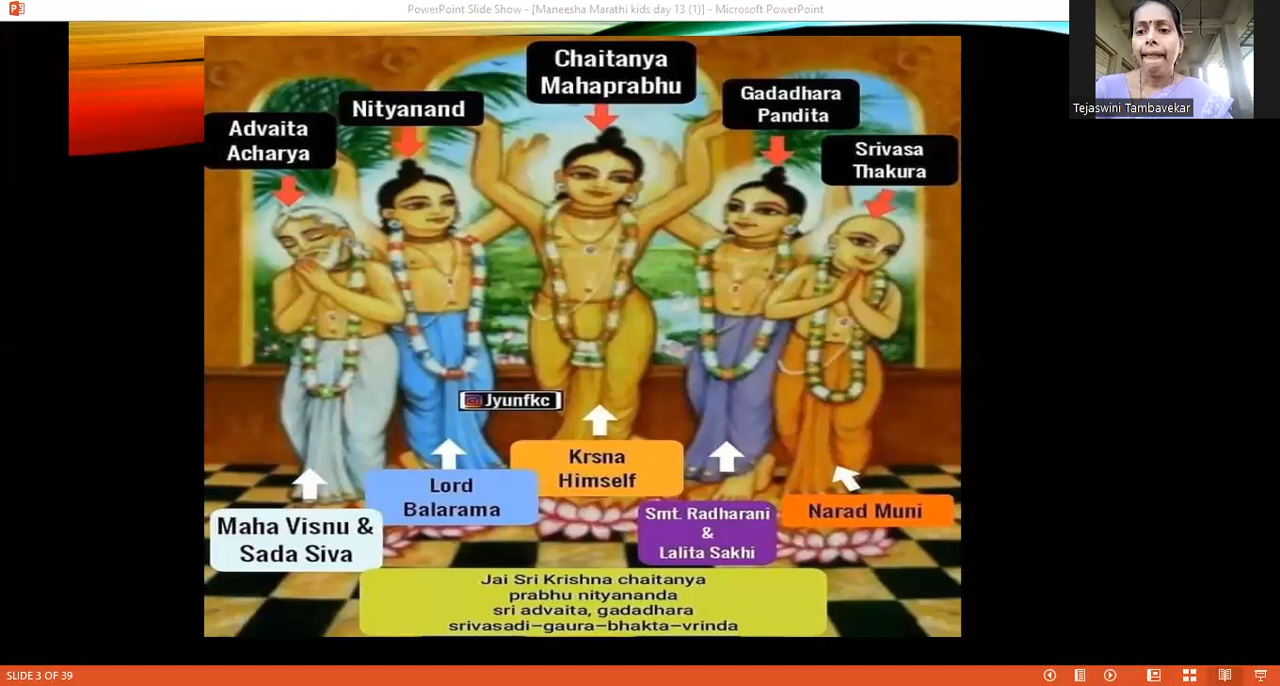 PowerPoint Slide Show - [Maneesha Marathi kids day 13 (1)] - Microsoft PowerPoint
Tejaswini Tambavekar
Chaitanya
Mahaprabhu
Nityanand
Gadadhara
Pandita
Advaita
Acharya
Srivasa
Thakura
Jyunfkc
Krsna
Himself
Lord
Balarama
Smt. Radharani
&
Lalita Sakhi
Narad Muni
Maha Visnu &
Sada Siva
Jai Sri Krishna chaitanya
prabhu nityananda
sri advaita, gadadhara
srivasadi-gaura-bhakta-vrinda
SLIDE 3 OF 39